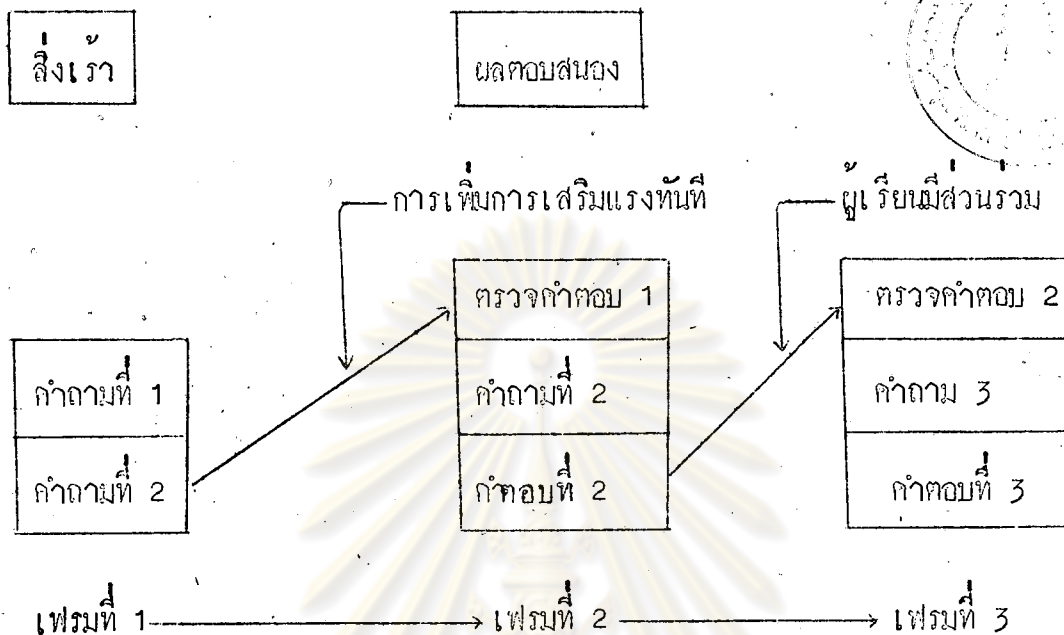 สิ่งเร้า
ผลตอบสนอง
การเพิ่มการเสริมแรงทันที
ผู้เรียนมีส่วนร่วม
ตรวจคำตอบ 1
ตรวจคำตอบ 2
คำถามที่ 1
คำถามที่ 2
คำถาม 3
คำถามที่ 2
คำตอบที่ 2
คำตอบที่ 3
เฟรมที่ 1
เฟรมที่ 2
เฟรมที่ 3